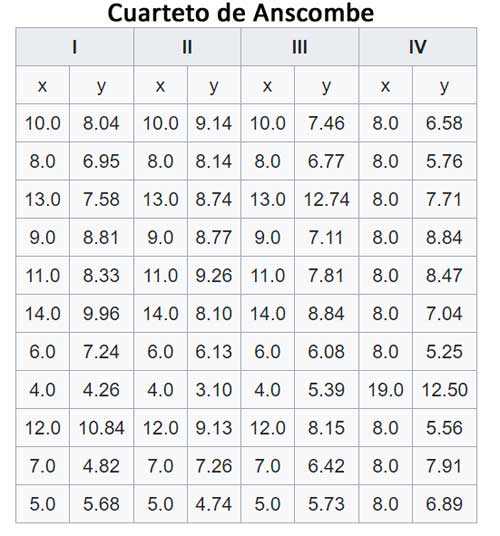 Cuarteto de Anscombe
I II III IV
x y x y x y x y
10.0 8.04 10.0 9.14 10.0 7.46 8.0 6.58
8.0 6.95 8.0 8.14 8.0 6.77 8.0 5.76
13.0 7.58 13.0 8.74 13.0 12.74 8.0 7.71
9.0 8.81 9.0 8.77 9.0 7.11 8.0 8.84
11.0 8.33 11.0 9.26 11.0 7.81 8.0 8.47
14.0 9.96 14.0 8.10 14.0 8.84 8.0 7.04
6.0 7.24 6.0 6.13 6.0 6.08 8.0 5.25
4.0 4.26 4.0 3.10 4.0 5.39 19.0 12.50
12.0 10.84 12.0 9.13 12.0 8.15 8.0 5.56
7.0 4.82 7.0 7.26 7.0 6.42 8.0 7.91
5.0 5.68 5.0 4.74 5.0 5.73 8.0 6.89